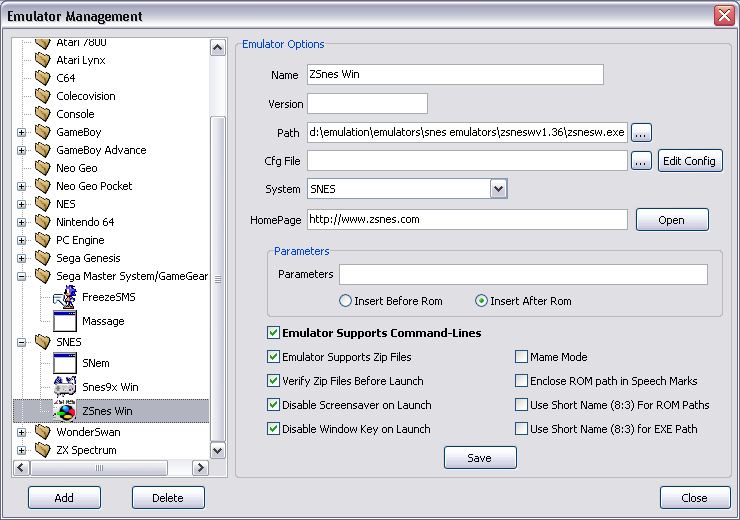 Emulator Management
Atari 7800
Atari Lynx
C64
Colecovision
Console
GameBoy
GameBoy Advance
Neo Geo
Neo Geo Pocket
NES
Nintendo 64
PC Engine
Sega Genesis
Sega Master System/GameGear
FreezeSMS
Massage
SNES
SNem
Snes9x Win
ZSnes Win
WonderSwan
ZX Spectrum
Add
Delete
Emulator Options
Name ZSnes Win
Version
Path d:\emulation\emulators\snes emulators\zsneswv1.36\zsnesw.exe ...
Cfg File ... Edit Config
System SNES
HomePage http://www.zsnes.com Open
Parameters
Parameters
Insert Before Rom Insert After Rom
Emulator Supports Command-Lines
Emulator Supports Zip Files Mame Mode
Verify Zip Files Before Launch Enclose ROM path in Speech Marks
Disable Screensaver on Launch Use Short Name (8:3) For ROM Paths
Disable Window Key on Launch Use Short Name (8:3) for EXE Path
Save
Close